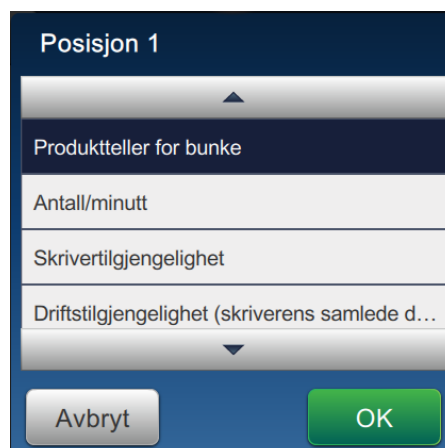 Posisjon 1
Produktteller for bunke
Antall/minutt
Skrivertilgjengelighet
Driftstilgjengelighet (skriverens samlede d...
Avbryt
OK